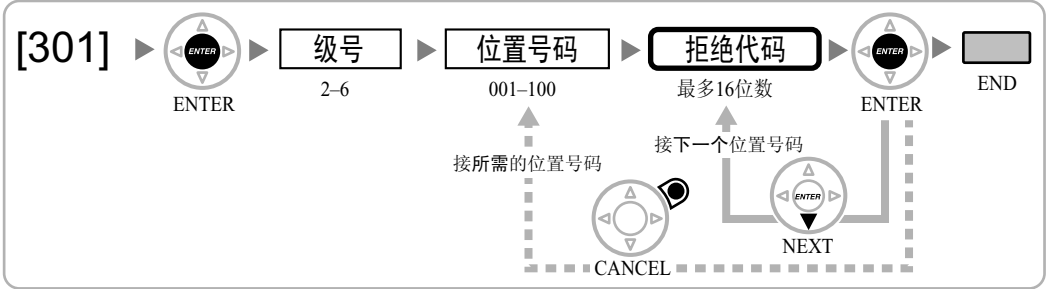 [301] ENTER 级号 位置号码 拒绝代码 ENTER
ENTER 2–6 001–100 最多16位数 ENTER END
接下一个位置号码
接所需的位置号码
ENTER
NEXT
CANCEL